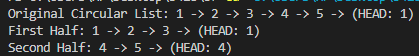 Original Circular List: 1 -> 2 -> 3 -> 4 -> 5 -> (HEAD: 1)
First Half: 1 -> 2 -> 3 -> (HEAD: 1)
Second Half: 4 -> 5 -> (HEAD: 4)